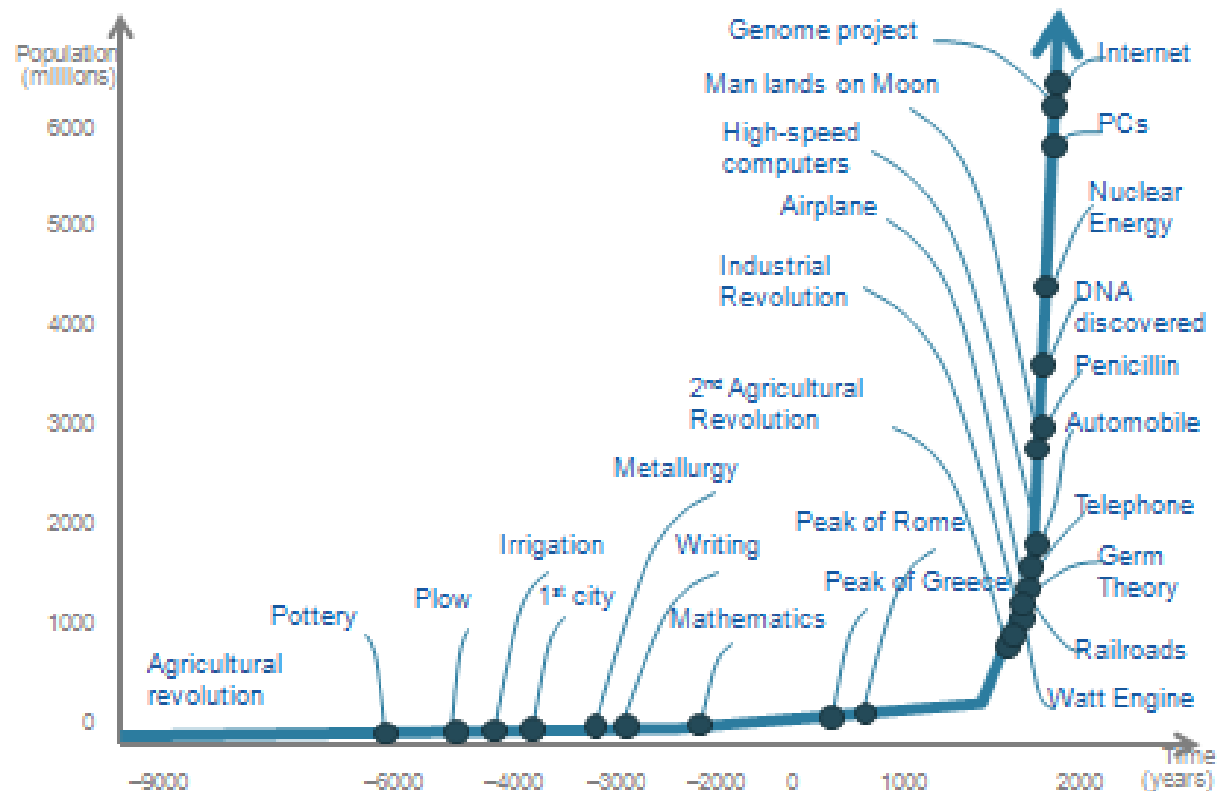 Population
(millions)
6000
5000
4000
3000
2000
1000
0
Genome project
Internet
Man lands on Moon
PCs
High-speed
computers
Nuclear
Energy
Airplane
Industrial
Revolution
DNA
discovered
Penicillin
2nd Agricultural
Revolution
Automobile
Metallurgy
Telephone
Peak of Rome
Irrigation
Writing
Germ
Theory
Peak of Greece
1st city
Plow
Pottery
Mathematics
Railroads
Agricultural
revolution
Watt Engine
–9000
–6000
–4000
–3000
–2000
0
1000
2000
Time
(years)